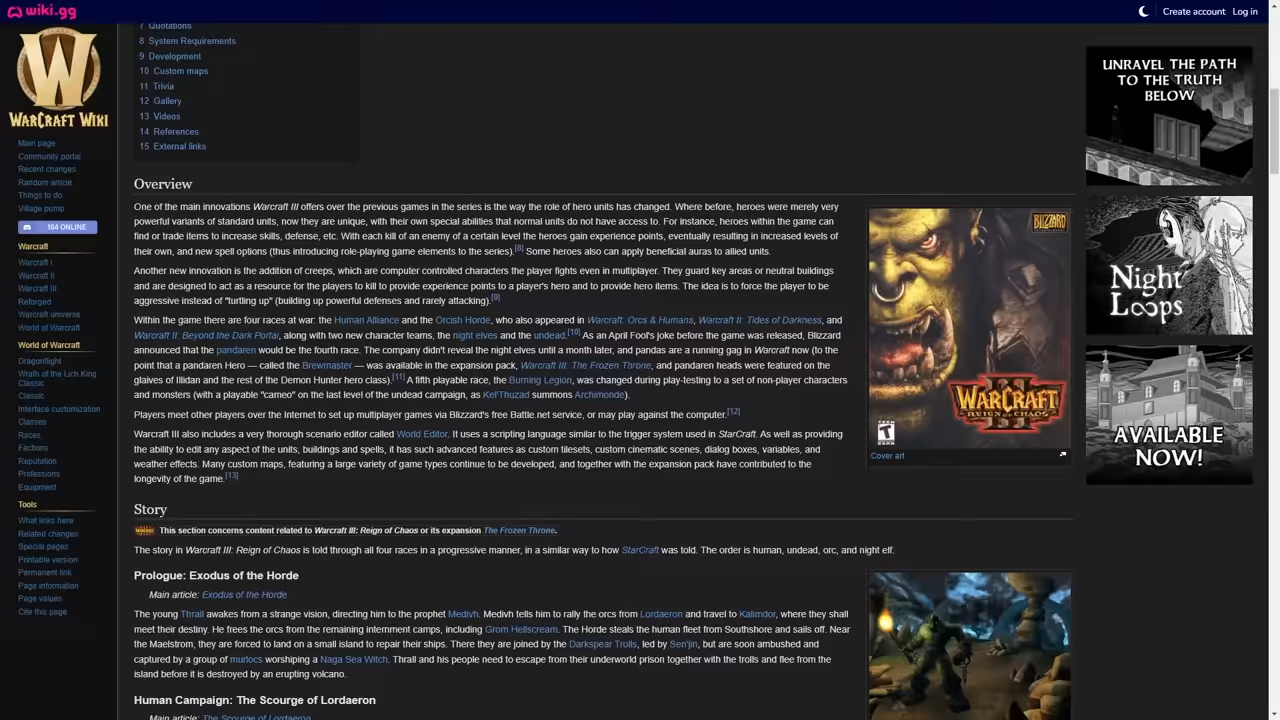 wiki.gg
Create account Log in
WARCRAFT WIKI
Main page
Community portal
Recent changes
Random article
Things to do
Village pump
184 ONLINE
Warcraft
Warcraft I
Warcraft II
Warcraft III
Reforged
Warcraft universe
World of Warcraft
World of Warcraft
Dragonflight
Wrath of the Lich King
Classic
Classic
Interface customization
Classes
Races
Factions
Reputation
Professions
Equipment
Tools
What links here
Related changes
Special pages
Printable version
Permanent link
Page information
Page values
Cite this page
7 Quotations
8 System Requirements
9 Development
10 Custom maps
11 Trivia
12 Gallery
13 Videos
14 References
15 External links
Overview
One of the main innovations Warcraft III offers over the previous games in the series is the way the role of hero units has changed. Where before, heroes were merely very
powerful variants of standard units, now they are unique, with their own special abilities that normal units do not have access to. For instance, heroes within the game can
find or trade items to increase skills, defense, etc. With each kill of an enemy of a certain level the heroes gain experience points, eventually resulting in increased levels of
their own, and new spell options (thus introducing role-playing game elements to the series).[8] Some heroes also can apply beneficial auras to allied units.
Another new innovation is the addition of creeps, which are computer controlled characters the player fights even in multiplayer. They guard key areas or neutral buildings
and are designed to act as a resource for the players to kill to provide experience points to a player's hero and to provide hero items. The idea is to force the player to be
aggressive instead of "turtling up" (building up powerful defenses and rarely attacking).[9]
Within the game there are four races at war: the Human Alliance and the Orcish Horde, who also appeared in Warcraft: Orcs & Humans, Warcraft II: Tides of Darkness, and
Warcraft II: Beyond the Dark Portal, along with two new character teams, the night elves and the undead.[10] As an April Fool's joke before the game was released, Blizzard
announced that the pandaren would be the fourth race. The company didn't reveal the night elves until a month later, and pandas are a running gag in Warcraft now (to the
point that a pandaren Hero — called the Brewmaster — was available in the expansion pack, Warcraft III: The Frozen Throne, and pandaren heads were featured on the
glaives of Illidan and the rest of the Demon Hunter hero class).[11] A fifth playable race, the Burning Legion, was changed during play-testing to a set of non-player characters
and monsters (with a playable "cameo" on the last level of the undead campaign, as Kel'Thuzad summons Archimonde).
Players meet other players over the Internet to set up multiplayer games via Blizzard's free Battle.net service, or may play against the computer.[12]
Warcraft III also includes a very thorough scenario editor called World Editor. It uses a scripting language similar to the trigger system used in StarCraft. As well as providing
the ability to edit any aspect of the units, buildings and spells, it has such advanced features as custom tilesets, custom cinematic scenes, dialog boxes, variables, and
weather effects. Many custom maps, featuring a large variety of game types continue to be developed, and together with the expansion pack have contributed to the
longevity of the game.[13]
BLIZZARD
WARCRAFT
III
REIGN OF CHAOS
T
Cover art
Story
This section concerns content related to Warcraft III: Reign of Chaos or its expansion The Frozen Throne.
The story in Warcraft III: Reign of Chaos is told through all four races in a progressive manner, in a similar way to how StarCraft was told. The order is human, undead, orc, and night elf.
Prologue: Exodus of the Horde
Main article: Exodus of the Horde
The young Thrall awakes from a strange vision, directing him to the prophet Medivh. Medivh tells him to rally the orcs from Lordaeron and travel to Kalimdor, where they shall
meet their destiny. He frees the orcs from the remaining internment camps, including Grom Hellscream. The Horde steals the human fleet from Southshore and sails off. Near
the Maelstrom, they are forced to land on a small island to repair their ships. There they are joined by the Darkspear Trolls, led by Sen'jin, but are soon ambushed and
captured by a group of murlocs worshiping a Naga Sea Witch. Thrall and his people need to escape from their underworld prison together with the trolls and flee from the
island before it is destroyed by an erupting volcano.
Human Campaign: The Scourge of Lordaeron
Main article: The Scourge of Lordaeron
UNRAVEL THE PATH
TO THE TRUTH
BELOW
Night
Loops
AVAILABLE
NOW!